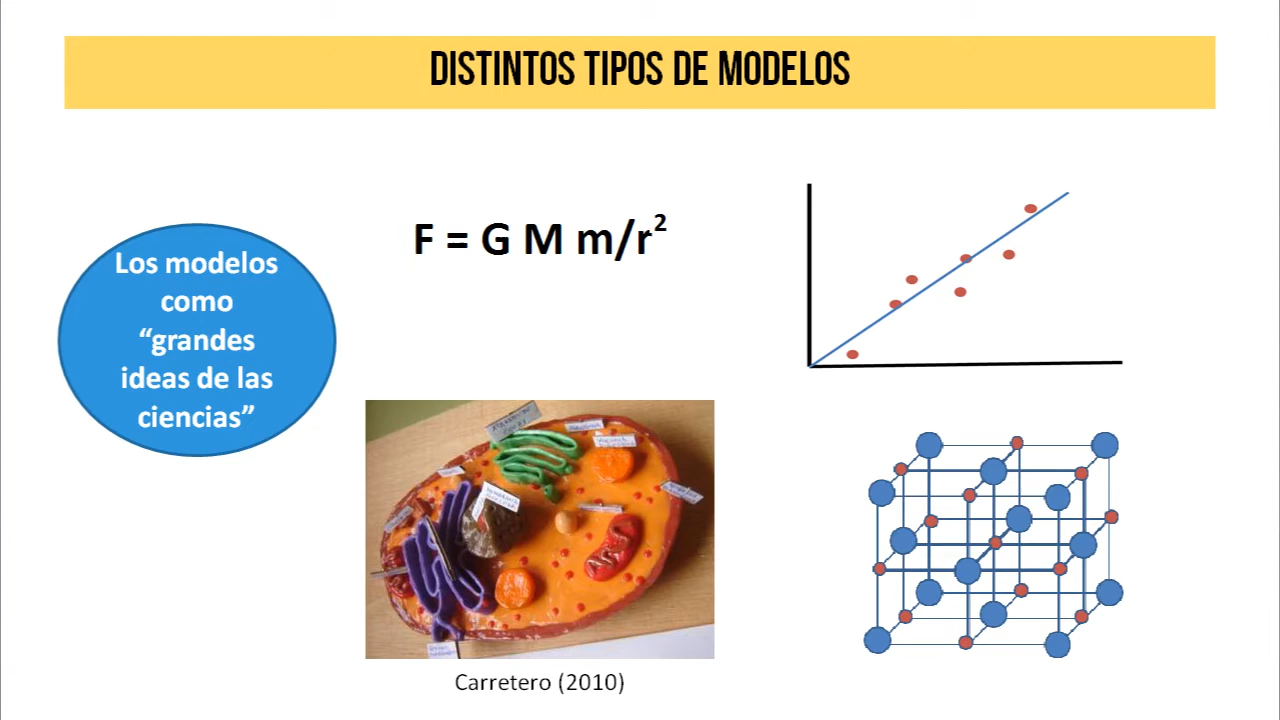 DISTINTOS TIPOS DE MODELOS
Los modelos
como
“grandes
ideas de las
ciencias”
F = G M m/r²
Carretero (2010)